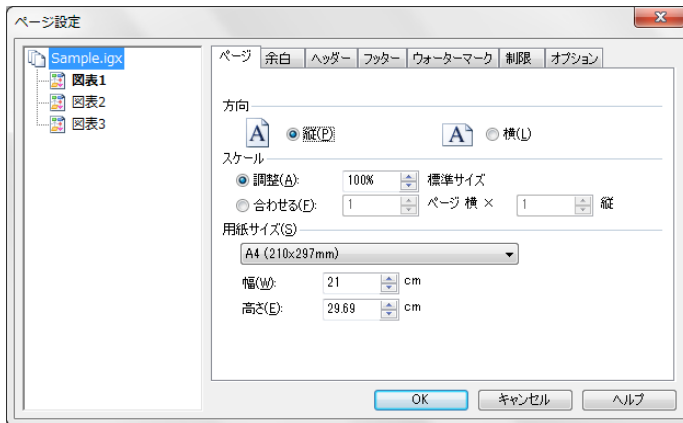 ページ設定
Sample.igx
図表1
図表2
図表3
ページ 余白 ヘッダー フッター ウォーターマーク 制限 オプション
方向
A 縦(P) A 横(L)
スケール
調整(A): 100% 標準サイズ
合わせる(F): 1 ページ 横 × 1 縦
用紙サイズ(S)
A4 (210x297mm)
幅(W): 21 cm
高さ(E): 29.69 cm
OK キャンセル ヘルプ